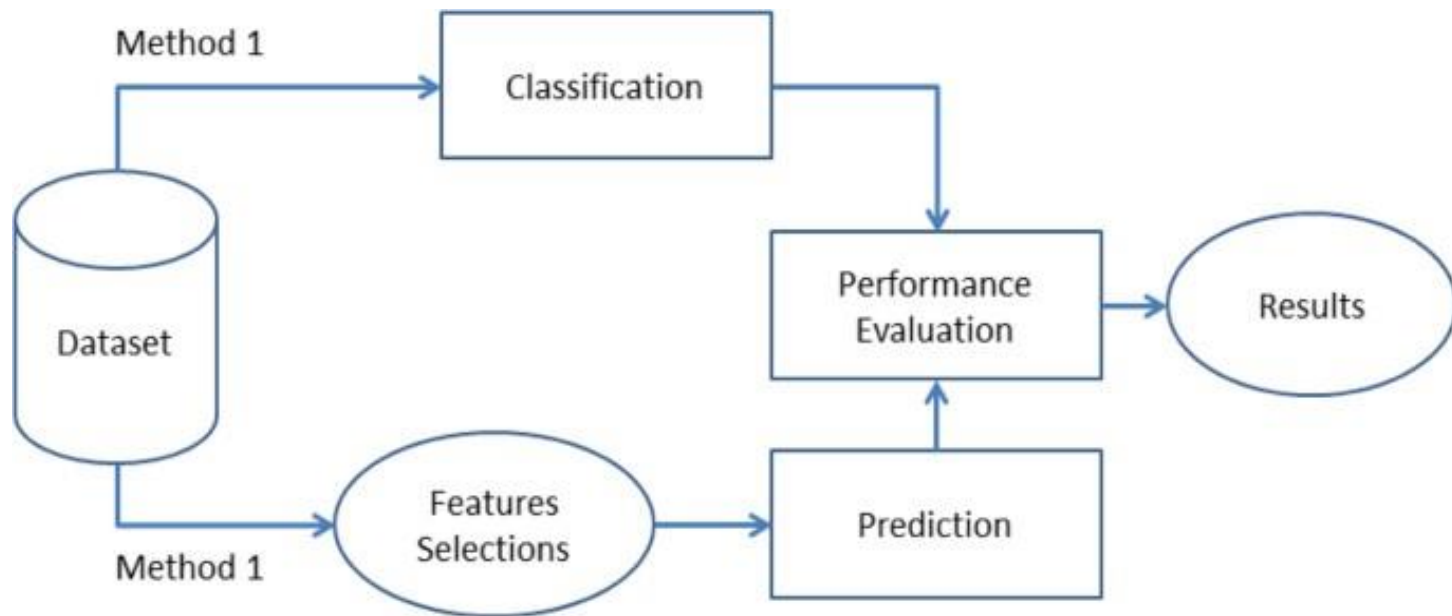 Method 1
Classification
Dataset
Performance
Evaluation
Results
Features
Selections
Prediction
Method 1